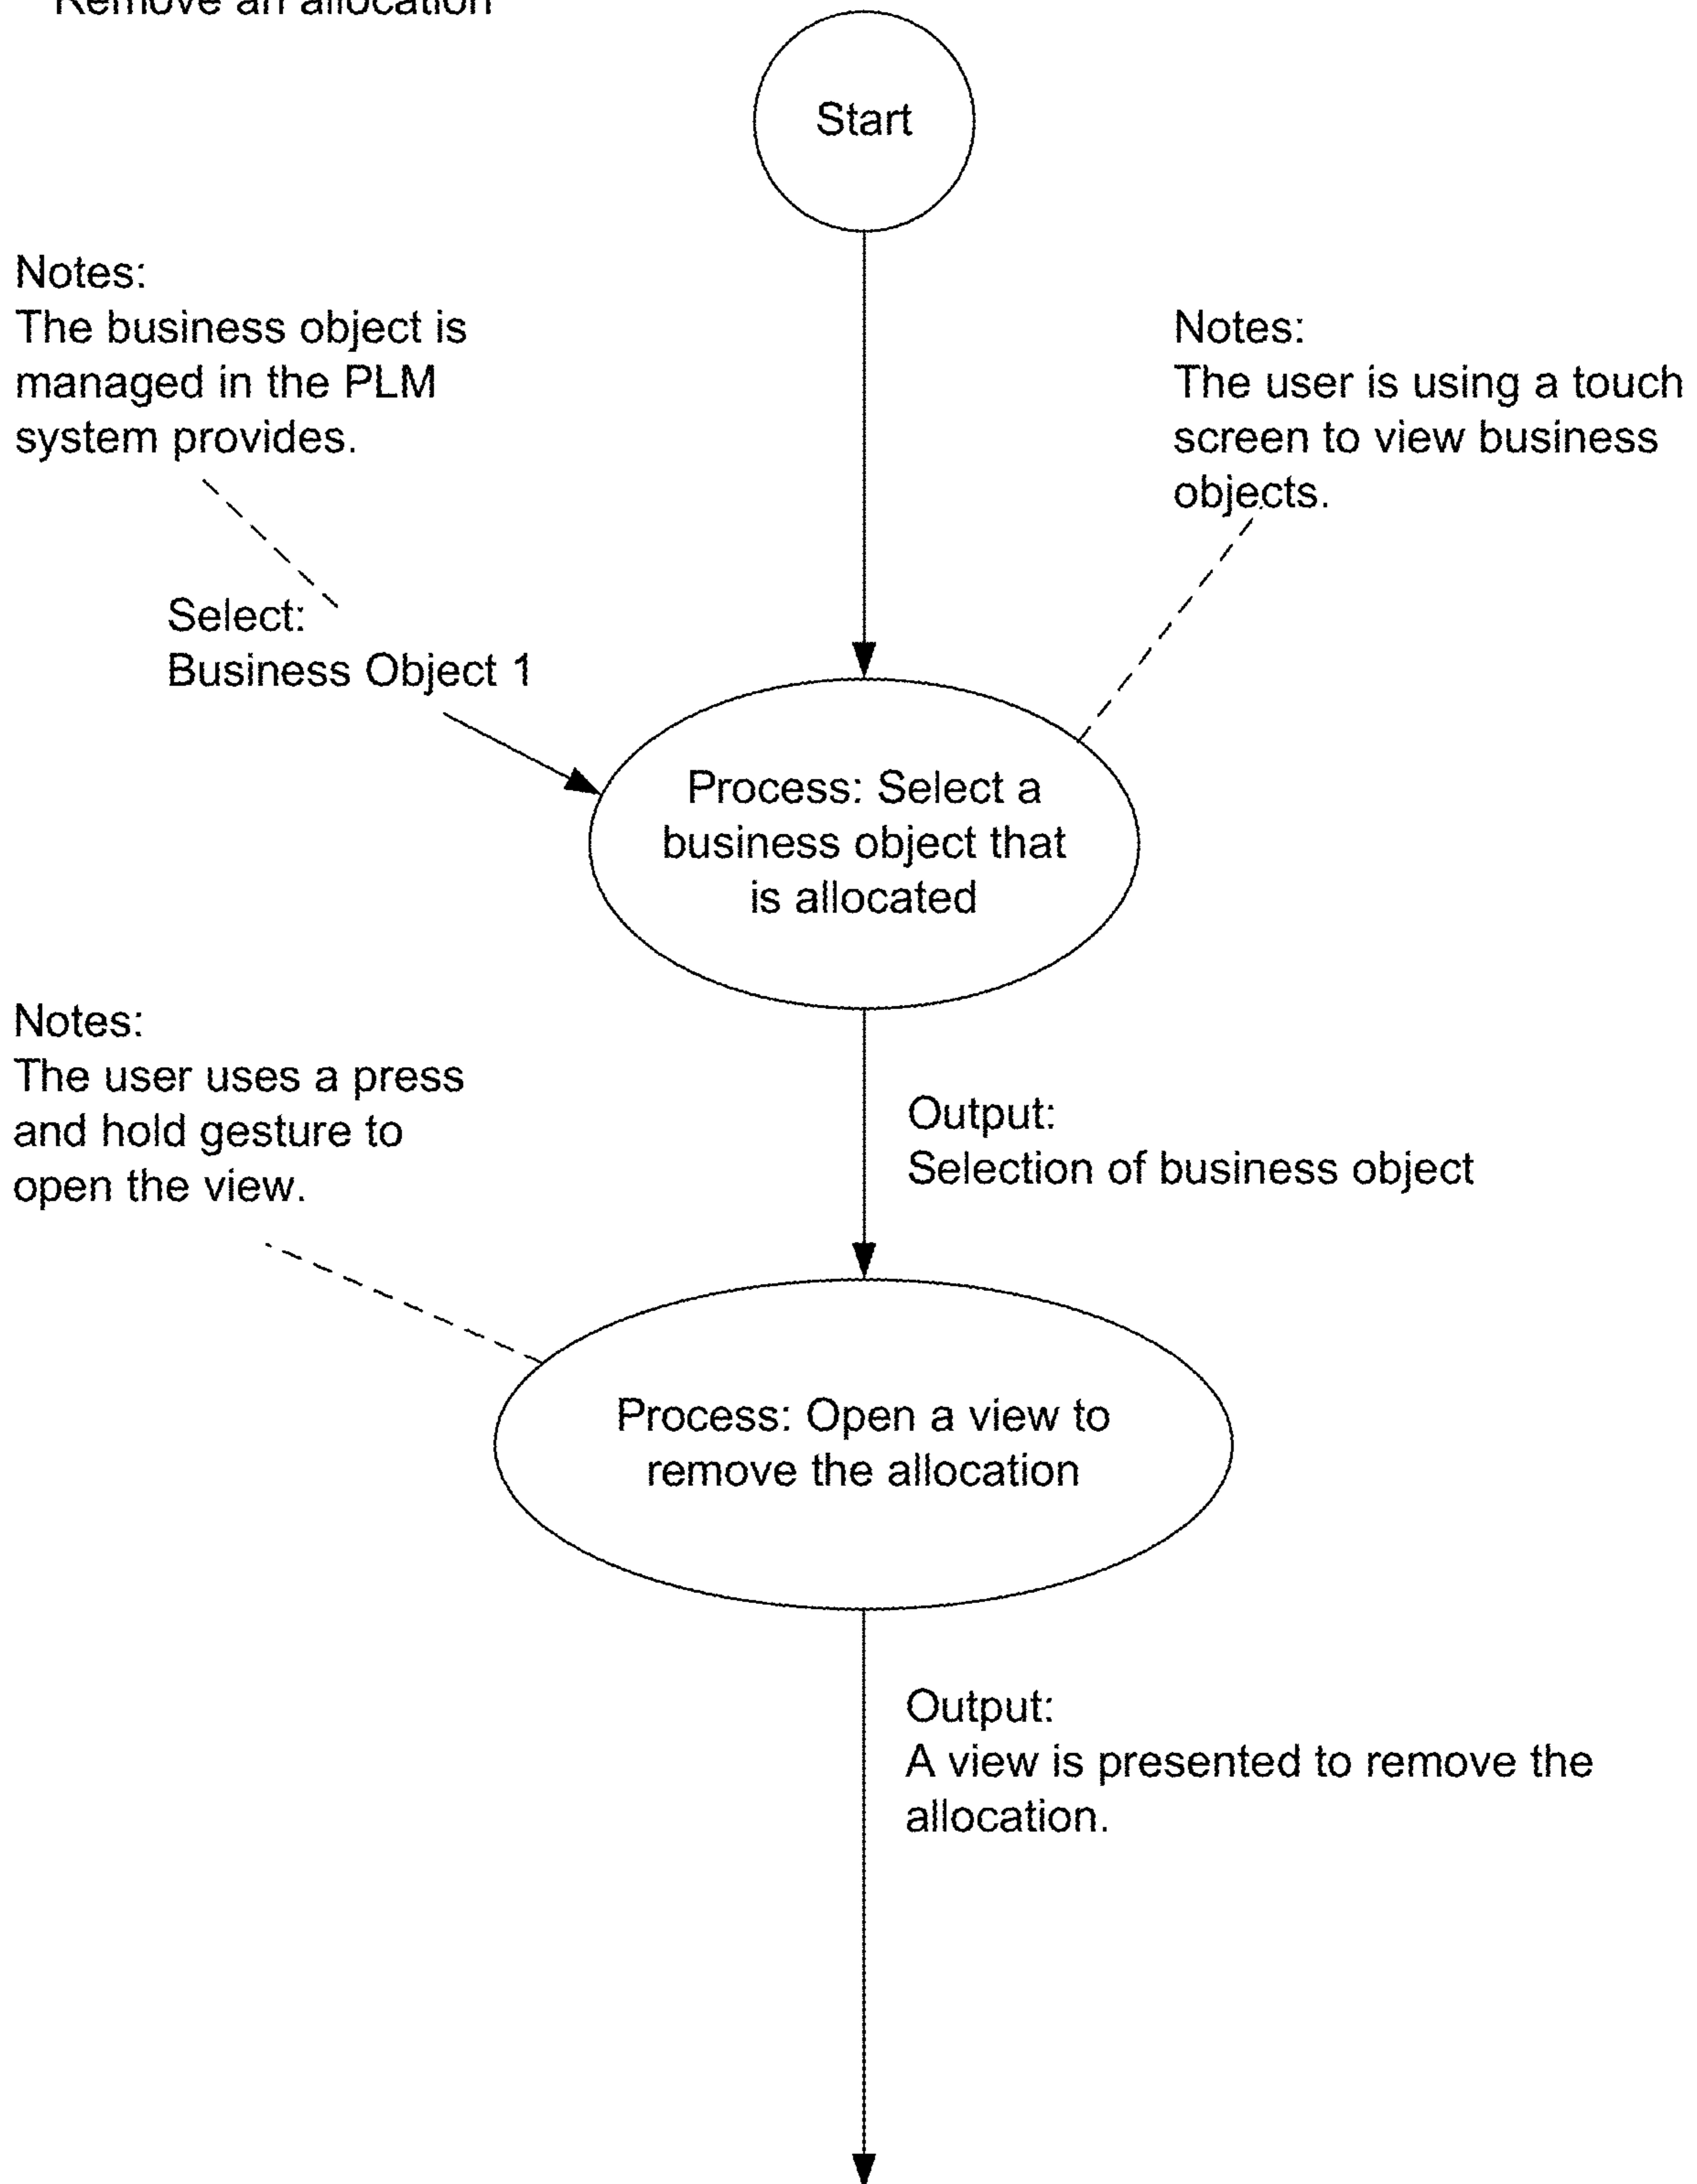 Remove an allocation
Start
Notes:
The business object is
managed in the PLM
system provides.
Notes:
The user is using a touch
screen to view business
objects.
Select:
Business Object 1
Process: Select a
business object that
is allocated
Notes:
The user uses a press
and hold gesture to
open the view.
Output:
Selection of business object
Process: Open a view to
remove the allocation
Output:
A view is presented to remove the
allocation.